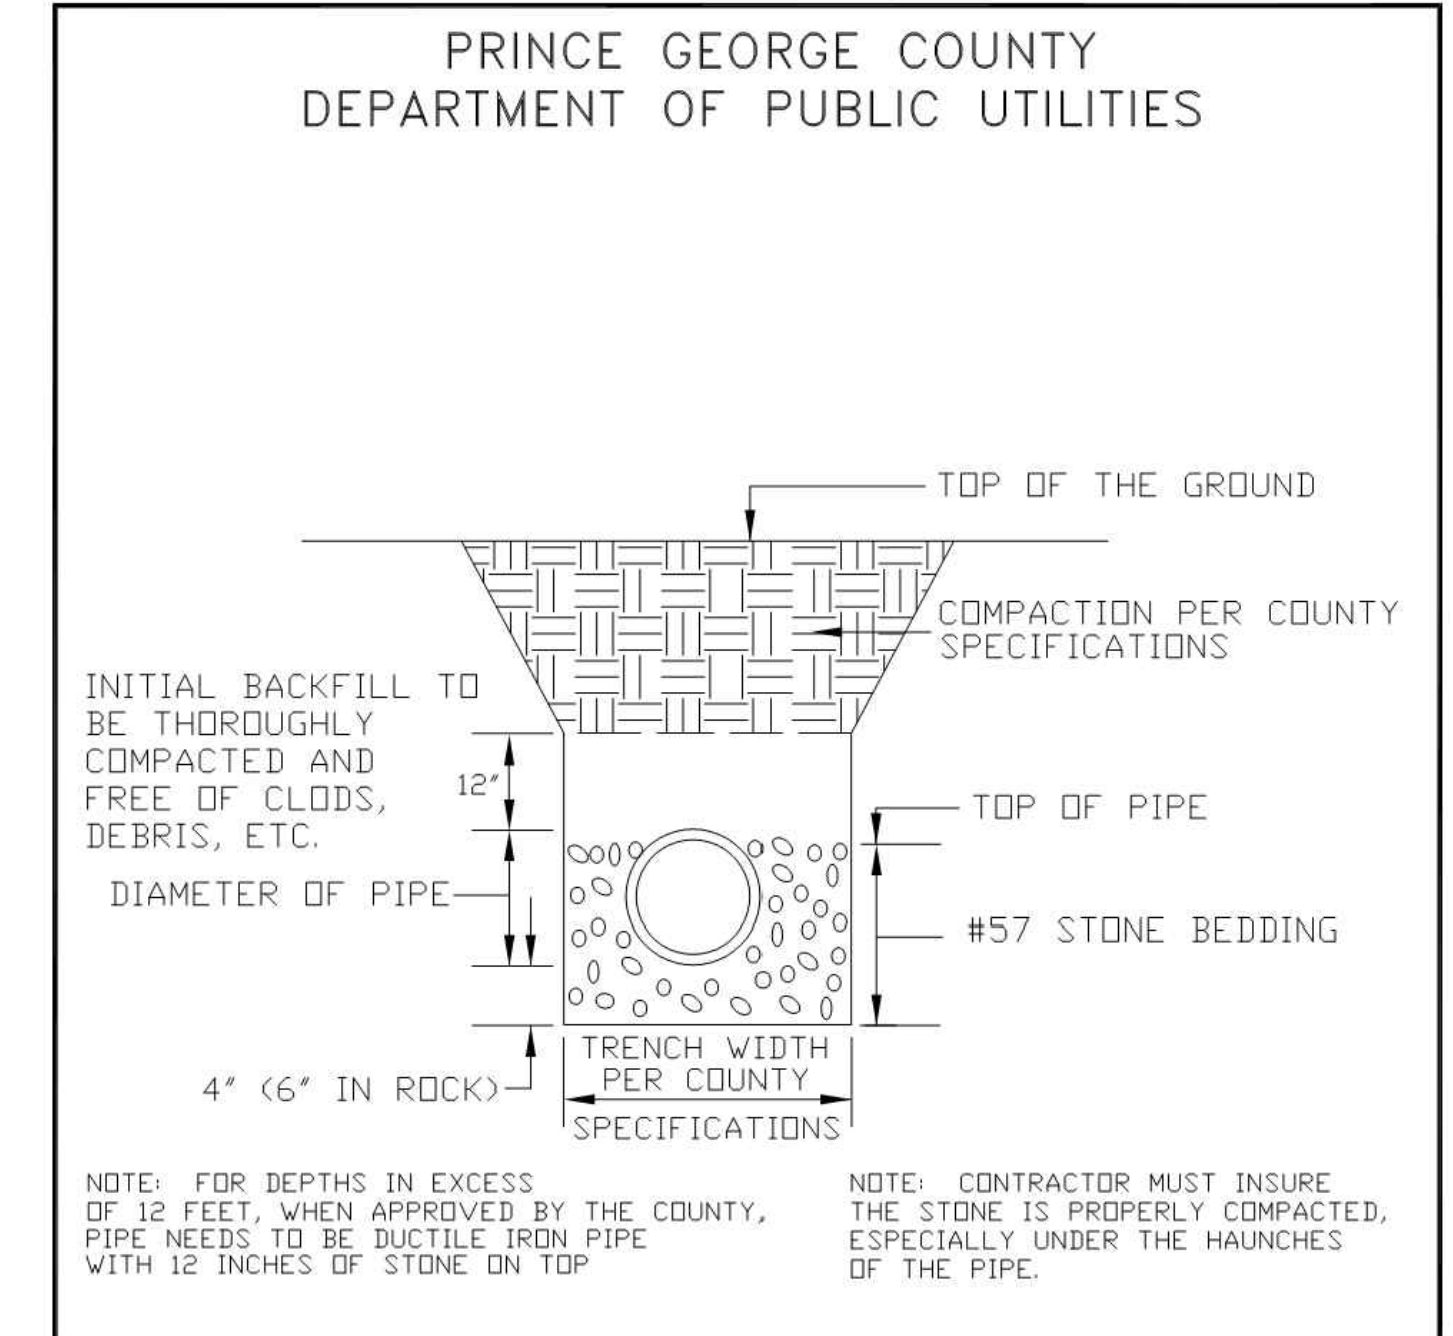 PRINCE GEORGE COUNTY
DEPARTMENT OF PUBLIC UTILITIES
TOP OF THE GROUND
COMPACTION PER COUNTY
SPECIFICATIONS
INITIAL BACKFILL TO
BE THOROUGHLY
COMPACTED AND
FREE OF CLODS,
DEBRIS, ETC.
12"
TOP OF PIPE
DIAMETER OF PIPE
#57 STONE BEDDING
4" (6" IN ROCK)
TRENCH WIDTH
PER COUNTY
SPECIFICATIONS
NOTE: FOR DEPTHS IN EXCESS
OF 12 FEET, WHEN APPROVED BY THE COUNTY,
PIPE NEEDS TO BE DUCTILE IRON PIPE
WITH 12 INCHES OF STONE ON TOP
NOTE: CONTRACTOR MUST INSURE
THE STONE IS PROPERLY COMPACTED,
ESPECIALLY UNDER THE HAUNCHES
OF THE PIPE.